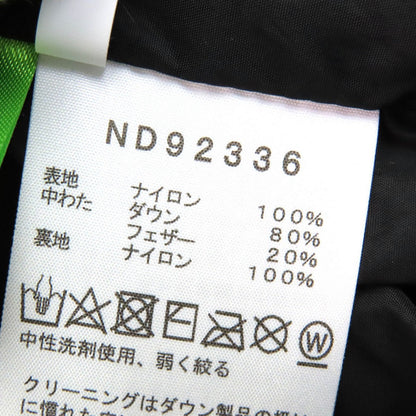 ND92336
表地 ナイロン 100%
中わた ダウン 80%
フェザー 20%
裏地 ナイロン 100%
W
中性洗剤使用、弱く絞る
クリーニングはダウン製品の
に慣れた